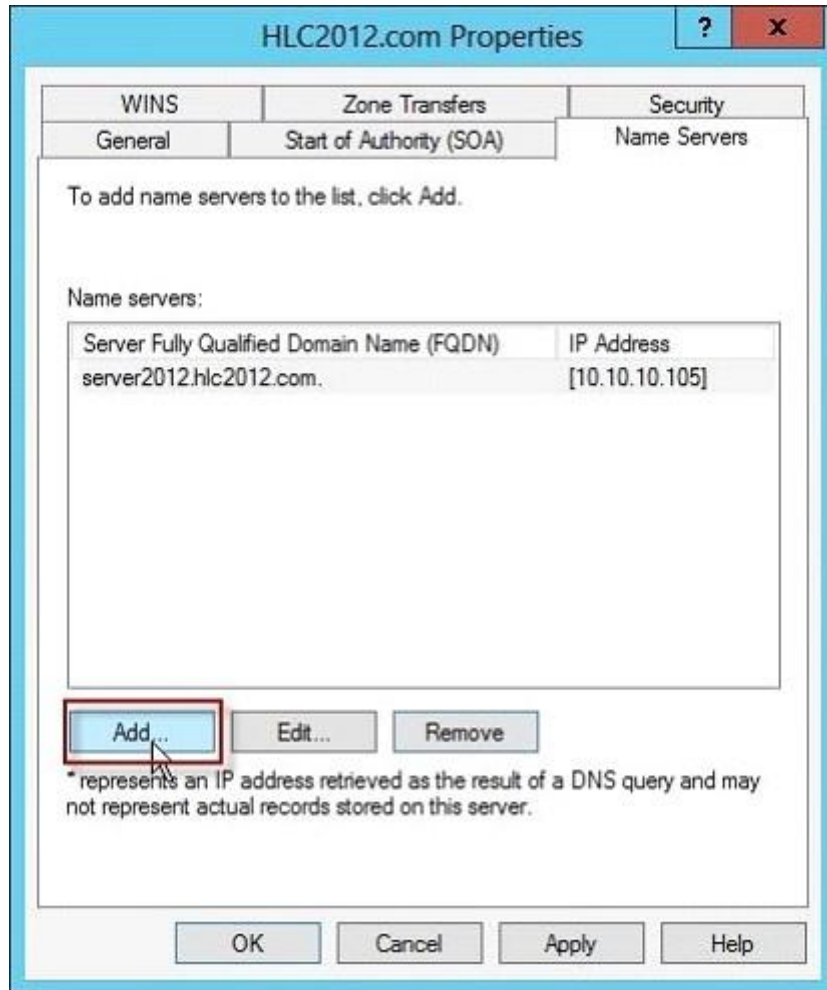 HLC2012.com Properties
? x
WINS Zone Transfers Security
General Start of Authority (SOA) Name Servers
To add name servers to the list, click Add.
Name servers:
Server Fully Qualified Domain Name (FQDN) IP Address
server2012.hlc2012.com. [10.10.10.105]
Add... Edit... Remove
* represents an IP address retrieved as the result of a DNS query and may
not represent actual records stored on this server.
OK Cancel Apply Help